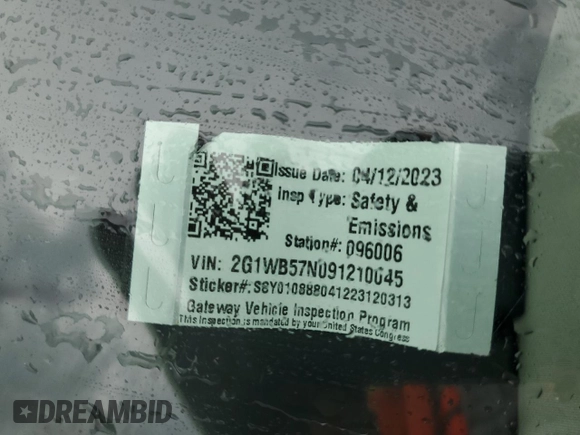 Issue Date: 04/12/2023
Insp Type: Safety &
Emissions
Station#: 096006
VIN: 2G1WB57N091210045
Sticker#: S8Y010888041223120313
Gateway Vehicle Inspection Program
This Inspection is mandated by your United States Congress
DREAMBID